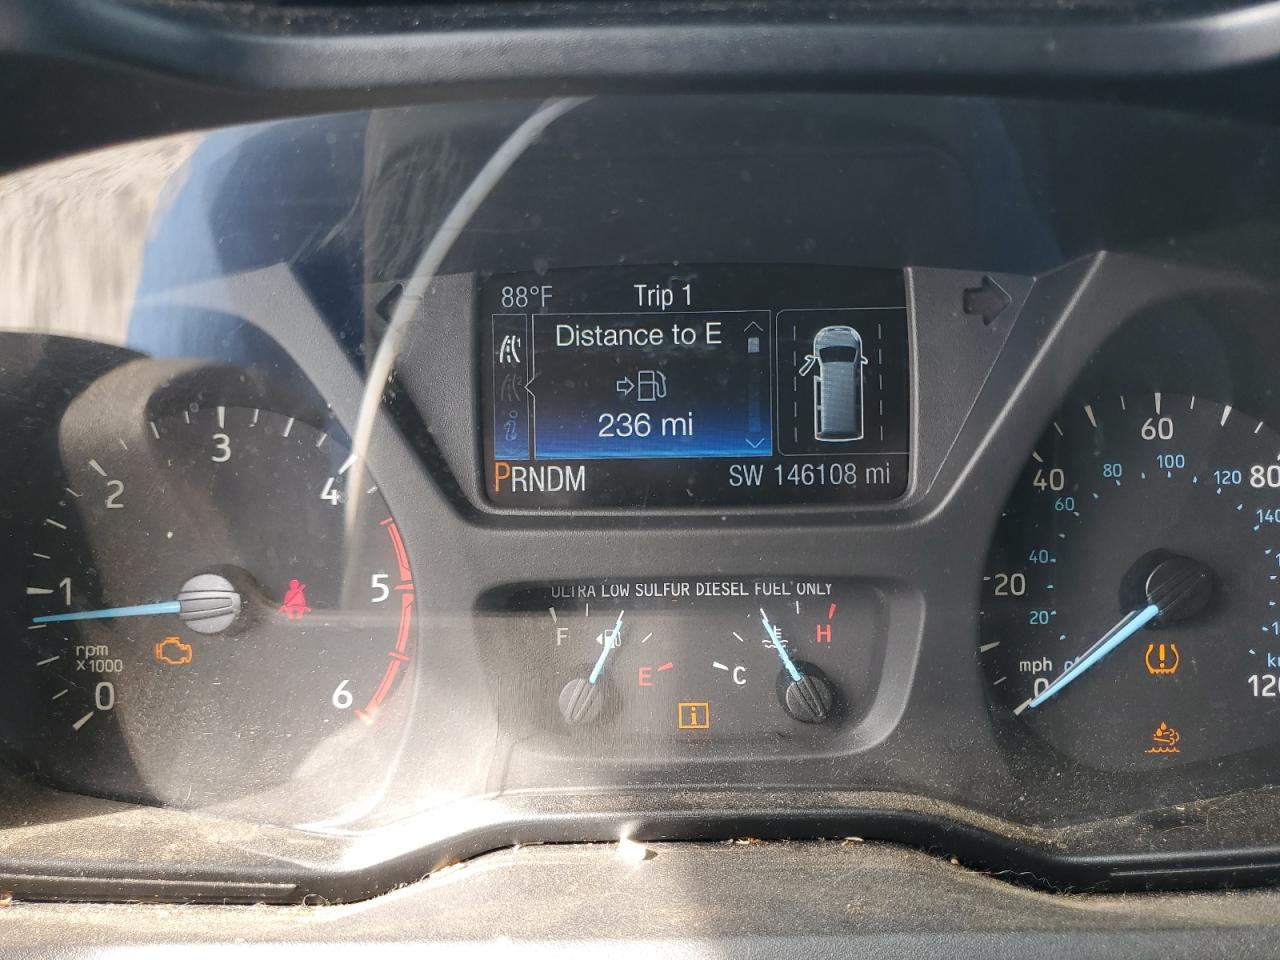 88°F Trip 1
Distance to E
236 mi
PRNDM SW 146108 mi
ULTRA LOW SULFUR DIESEL FUEL ONLY
F E
C H
0 1 2 3 4 5 6
rpm
x1000
0 20 40 60 80
20 40 60 80 100 120
mph
120
i